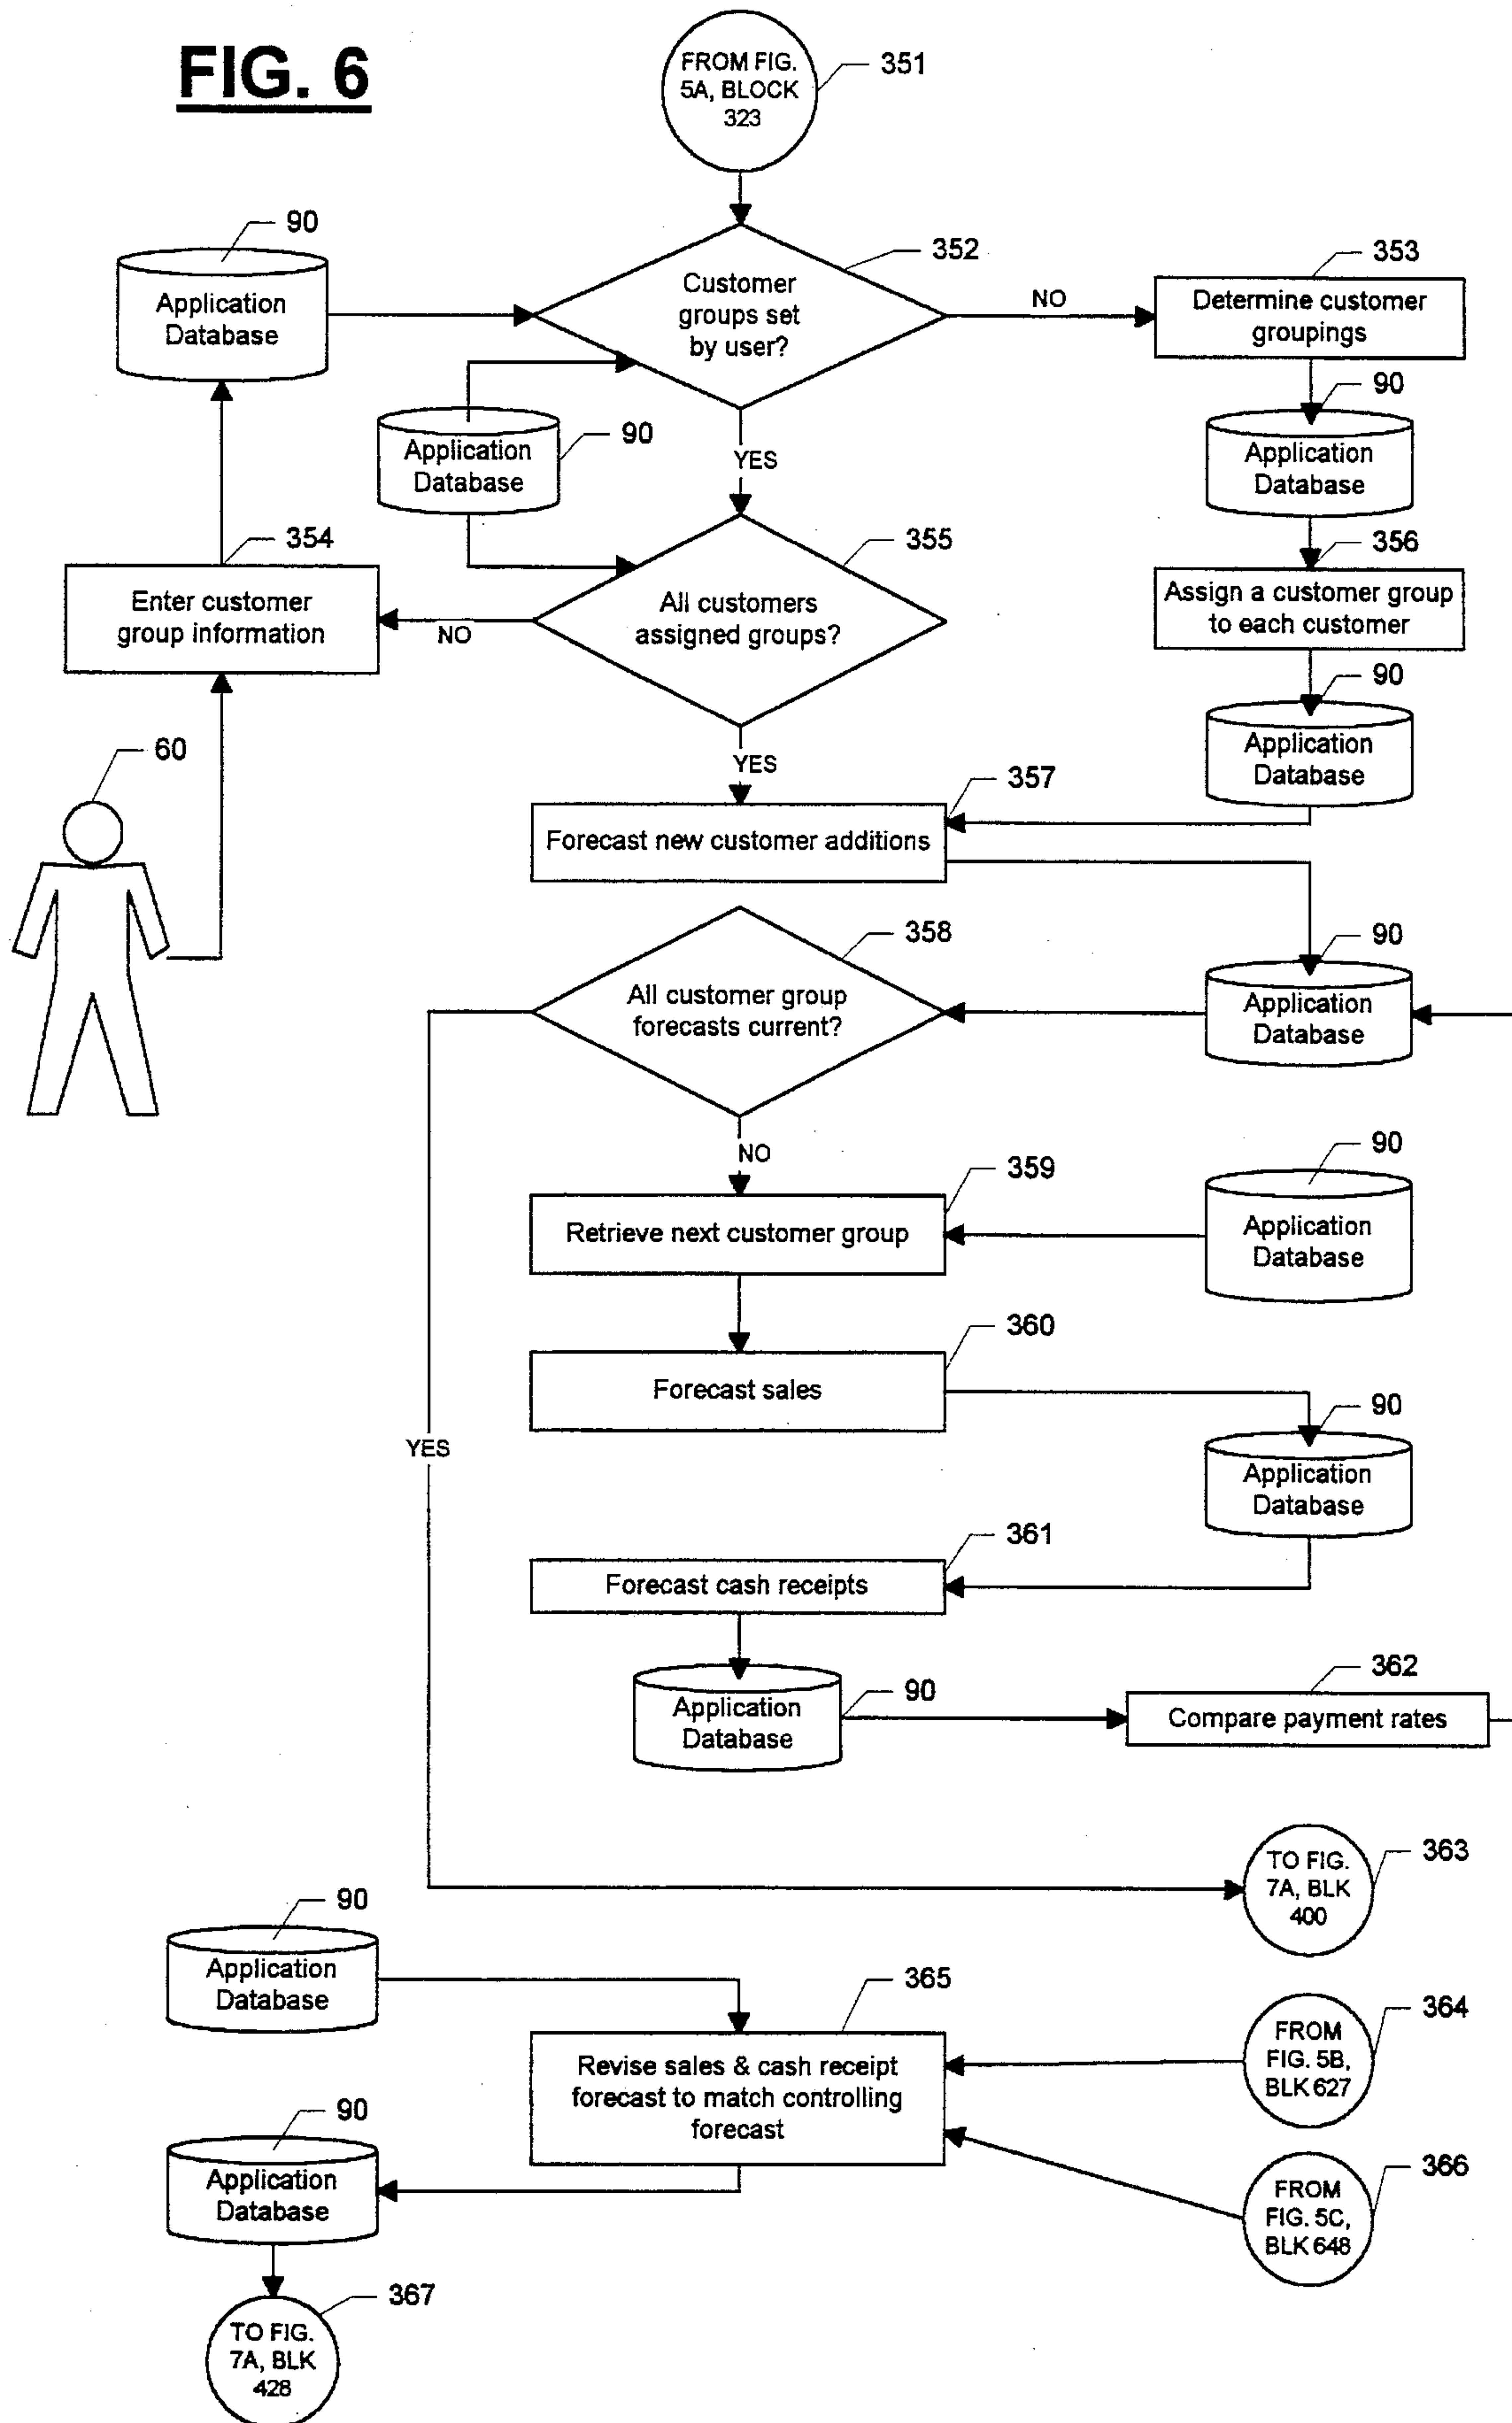 FIG. 6
FROM FIG.
5A, BLOCK
323
351
90
Application
Database
352
Customer
groups set
by user?
NO
353
Determine customer
groupings
90
Application
Database
YES
90
Application
Database
354
Enter customer
group information
NO
355
All customers
assigned groups?
356
Assign a customer group
to each customer
90
Application
Database
60
YES
357
Forecast new customer additions
358
All customer group
forecasts current?
90
Application
Database
NO
359
Retrieve next customer group
90
Application
Database
360
Forecast sales
90
Application
Database
YES
361
Forecast cash receipts
90
Application
Database
362
Compare payment rates
363
TO FIG.
7A, BLK
400
90
Application
Database
365
Revise sales & cash receipt
forecast to match controlling
forecast
364
FROM
FIG. 5B,
BLK 627
90
Application
Database
366
FROM
FIG. 5C,
BLK 648
367
TO FIG.
7A, BLK
428